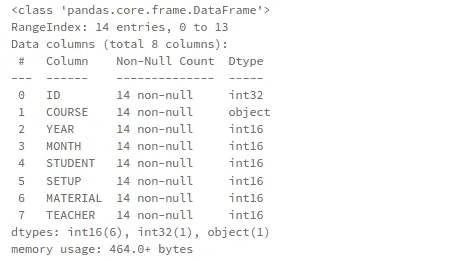 <class 'pandas.core.frame.DataFrame'>
RangeIndex: 14 entries, 0 to 13
Data columns (total 8 columns):
 #   Column    Non-Null Count  Dtype
---  ------    --------------  -----
 0   ID        14 non-null     int32
 1   COURSE    14 non-null     object
 2   YEAR      14 non-null     int16
 3   MONTH     14 non-null     int16
 4   STUDENT   14 non-null     int16
 5   SETUP     14 non-null     int16
 6   MATERIAL  14 non-null     int16
 7   TEACHER   14 non-null     int16
dtypes: int16(6), int32(1), object(1)
memory usage: 464.0+ bytes